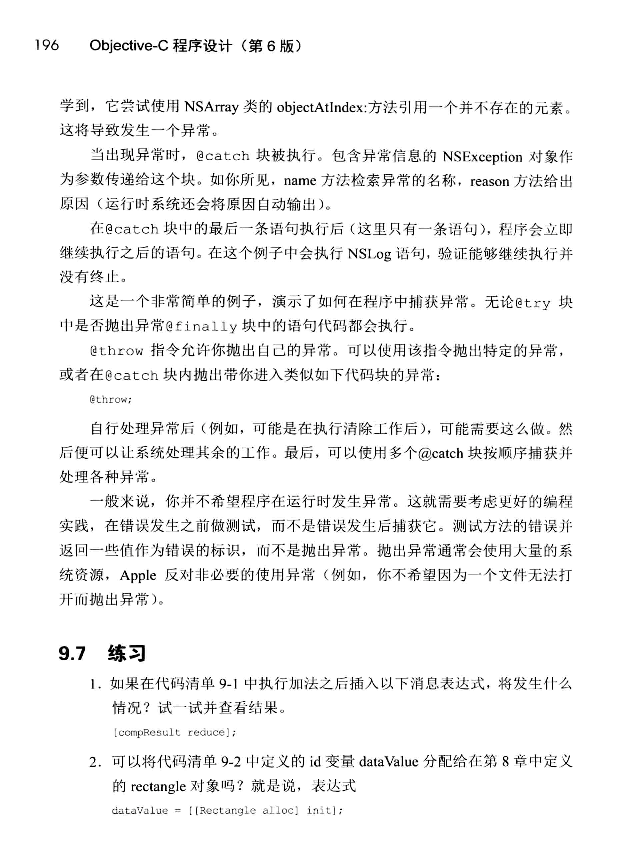 196 Objective-C 程序设计（第 6 版）
学到，它尝试使用 NSArray 类的 objectAtIndex:方法引用一个并不存在的元素。
这将导致发生一个异常。
当出现异常时，@catch 块被执行。包含异常信息的 NSException 对象作
为参数传递给这个块。如你所见，name 方法检索异常的名称，reason 方法给出
原因（运行时系统还会将原因自动输出）。
在@catch 块中的最后一条语句执行后（这里只有一条语句），程序会立即
继续执行之后的语句。在这个例子中会执行 NSLog 语句，验证能够继续执行并
没有终止。
这是一个非常简单的例子，演示了如何在程序中捕获异常。无论@try 块
中是否抛出异常@finally 块中的语句代码都会执行。
@throw 指令允许你抛出自己的异常。可以使用该指令抛出特定的异常，
或者在@catch 块内抛出带你进入类似如下代码块的异常：
@throw;
自行处理异常后（例如，可能是在执行清除工作后），可能需要这么做。然
后便可以让系统处理其余的工作。最后，可以使用多个@catch 块按顺序捕获并
处理各种异常。
一般来说，你并不希望程序在运行时发生异常。这就需要考虑更好的编程
实践，在错误发生之前做测试，而不是错误发生后捕获它。测试方法的错误并
返回一些值作为错误的标识，而不是抛出异常。抛出异常通常会使用大量的系
统资源，Apple 反对非必要的使用异常（例如，你不希望因为一个文件无法打
开而抛出异常）。
9.7 练习
1. 如果在代码清单 9-1 中执行加法之后插入以下消息表达式，将发生什么
情况？试一试并查看结果。
[compResult reduce];
2. 可以将代码清单 9-2 中定义的 id 变量 dataValue 分配给在第 8 章中定义
的 rectangle 对象吗？就是说，表达式
dataValue = [[Rectangle alloc] init];